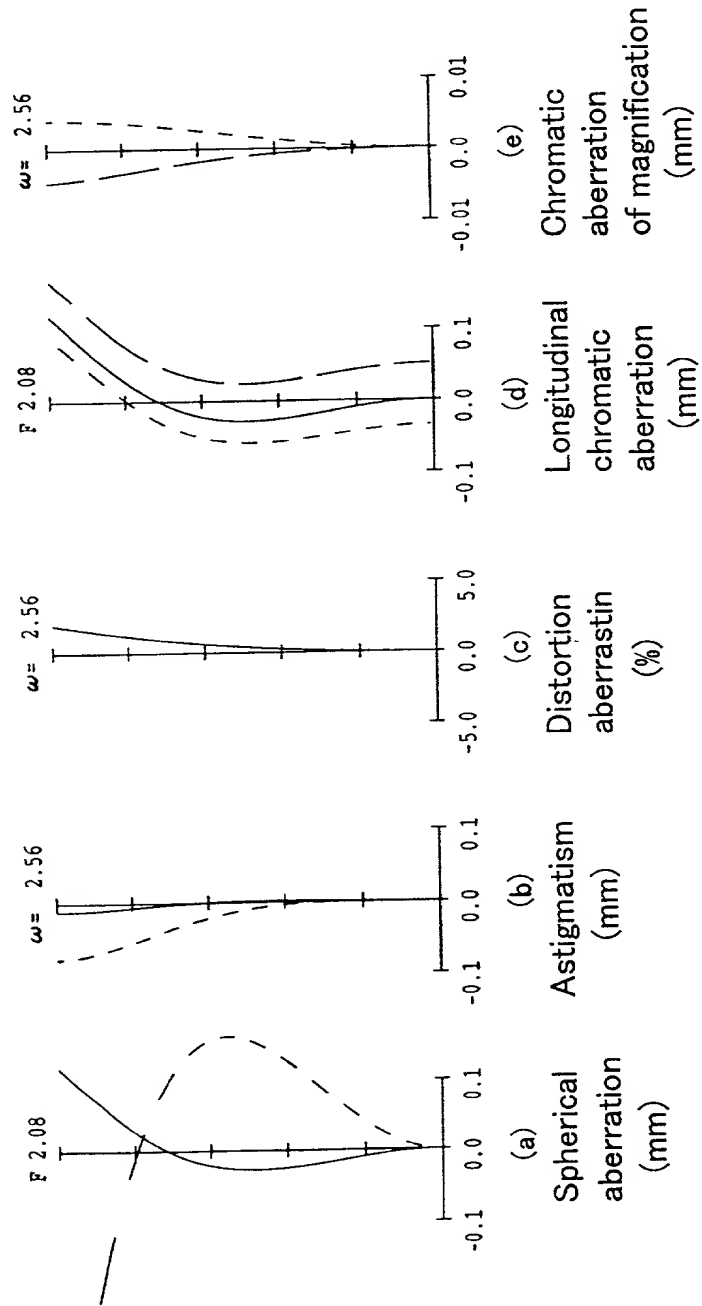 F 2.08
-0.1 0.0 0.1
(a)
Spherical
aberration
(mm)
ω= 2.56
-0.1 0.0 0.1
(b)
Astigmatism
(mm)
ω= 2.56
-5.0 0.0 5.0
(c)
Distortion
aberrastin
(%)
F 2.08
-0.1 0.0 0.1
(d)
Longitudinal
chromatic
aberration
(mm)
ω= 2.56
-0.01 0.0 0.01
(e)
Chromatic
aberration
of magnification
(mm)